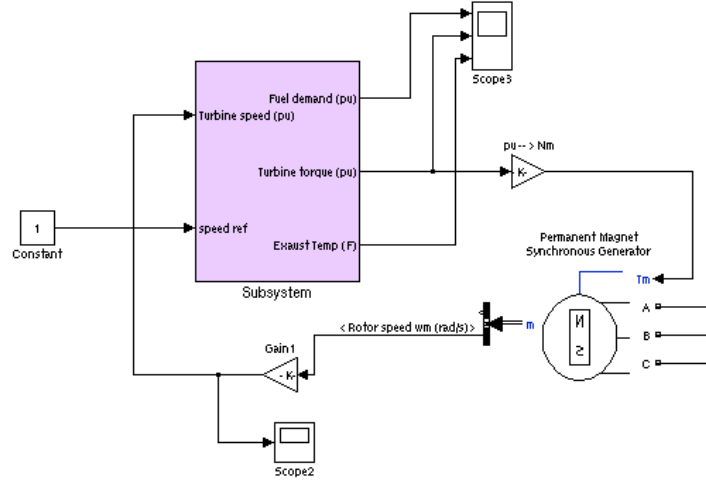 Scope3
Fuel demand (pu)
Turbine speed (pu)
pu--> Nm
Turbine torque (pu)
-K-
1
Constant
speed ref
Exaust Temp (F)
Subsystem
Permanent Magnet
Synchronous Generator
Tm
A
B
C
N
S
m
< Rotor speed wm (rad/s) >
Gain1
- K-
Scope2